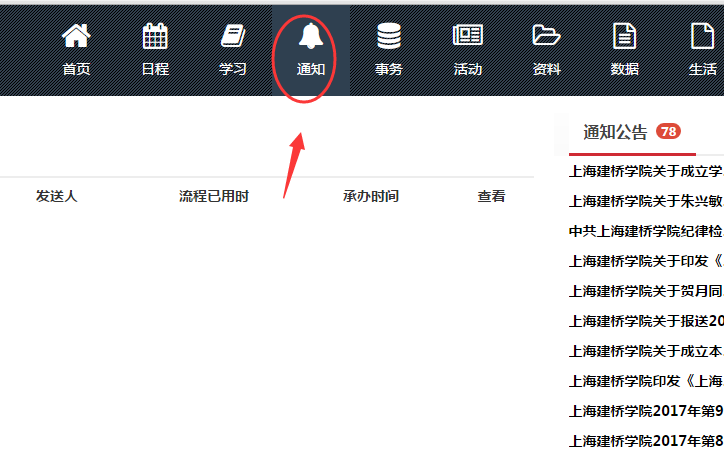 首页 日程 学习 通知 事务 活动 资料 数据 生活
通知公告 78
发送人 流程已用时 承办时间 查看
上海建桥学院关于成立学
上海建桥学院关于朱兴敏
中共上海建桥学院纪律检
上海建桥学院关于印发《
上海建桥学院关于贺月同
上海建桥学院关于报送20
上海建桥学院关于成立本
上海建桥学院印发《上海
上海建桥学院2017年第9
上海建桥学院2017年第8